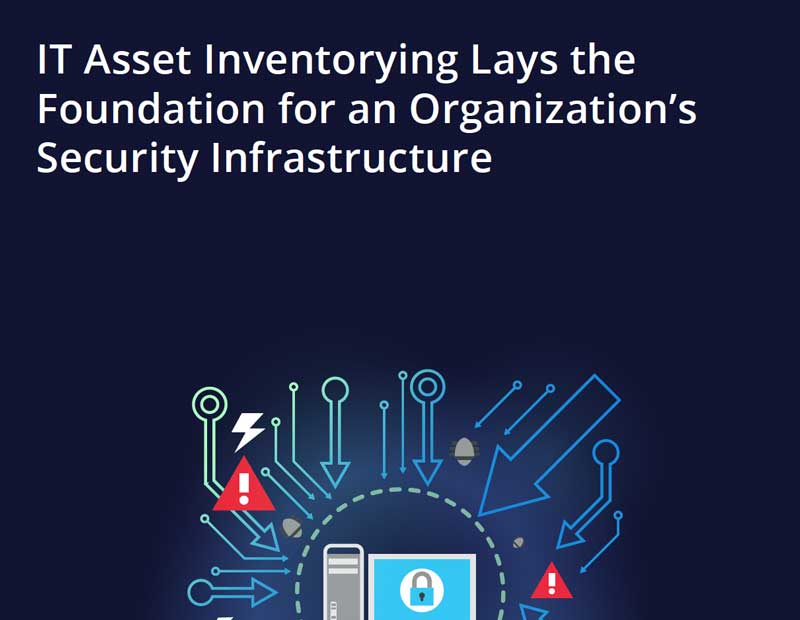 IT Asset Inventorying Lays the
Foundation for an Organization’s
Security Infrastructure